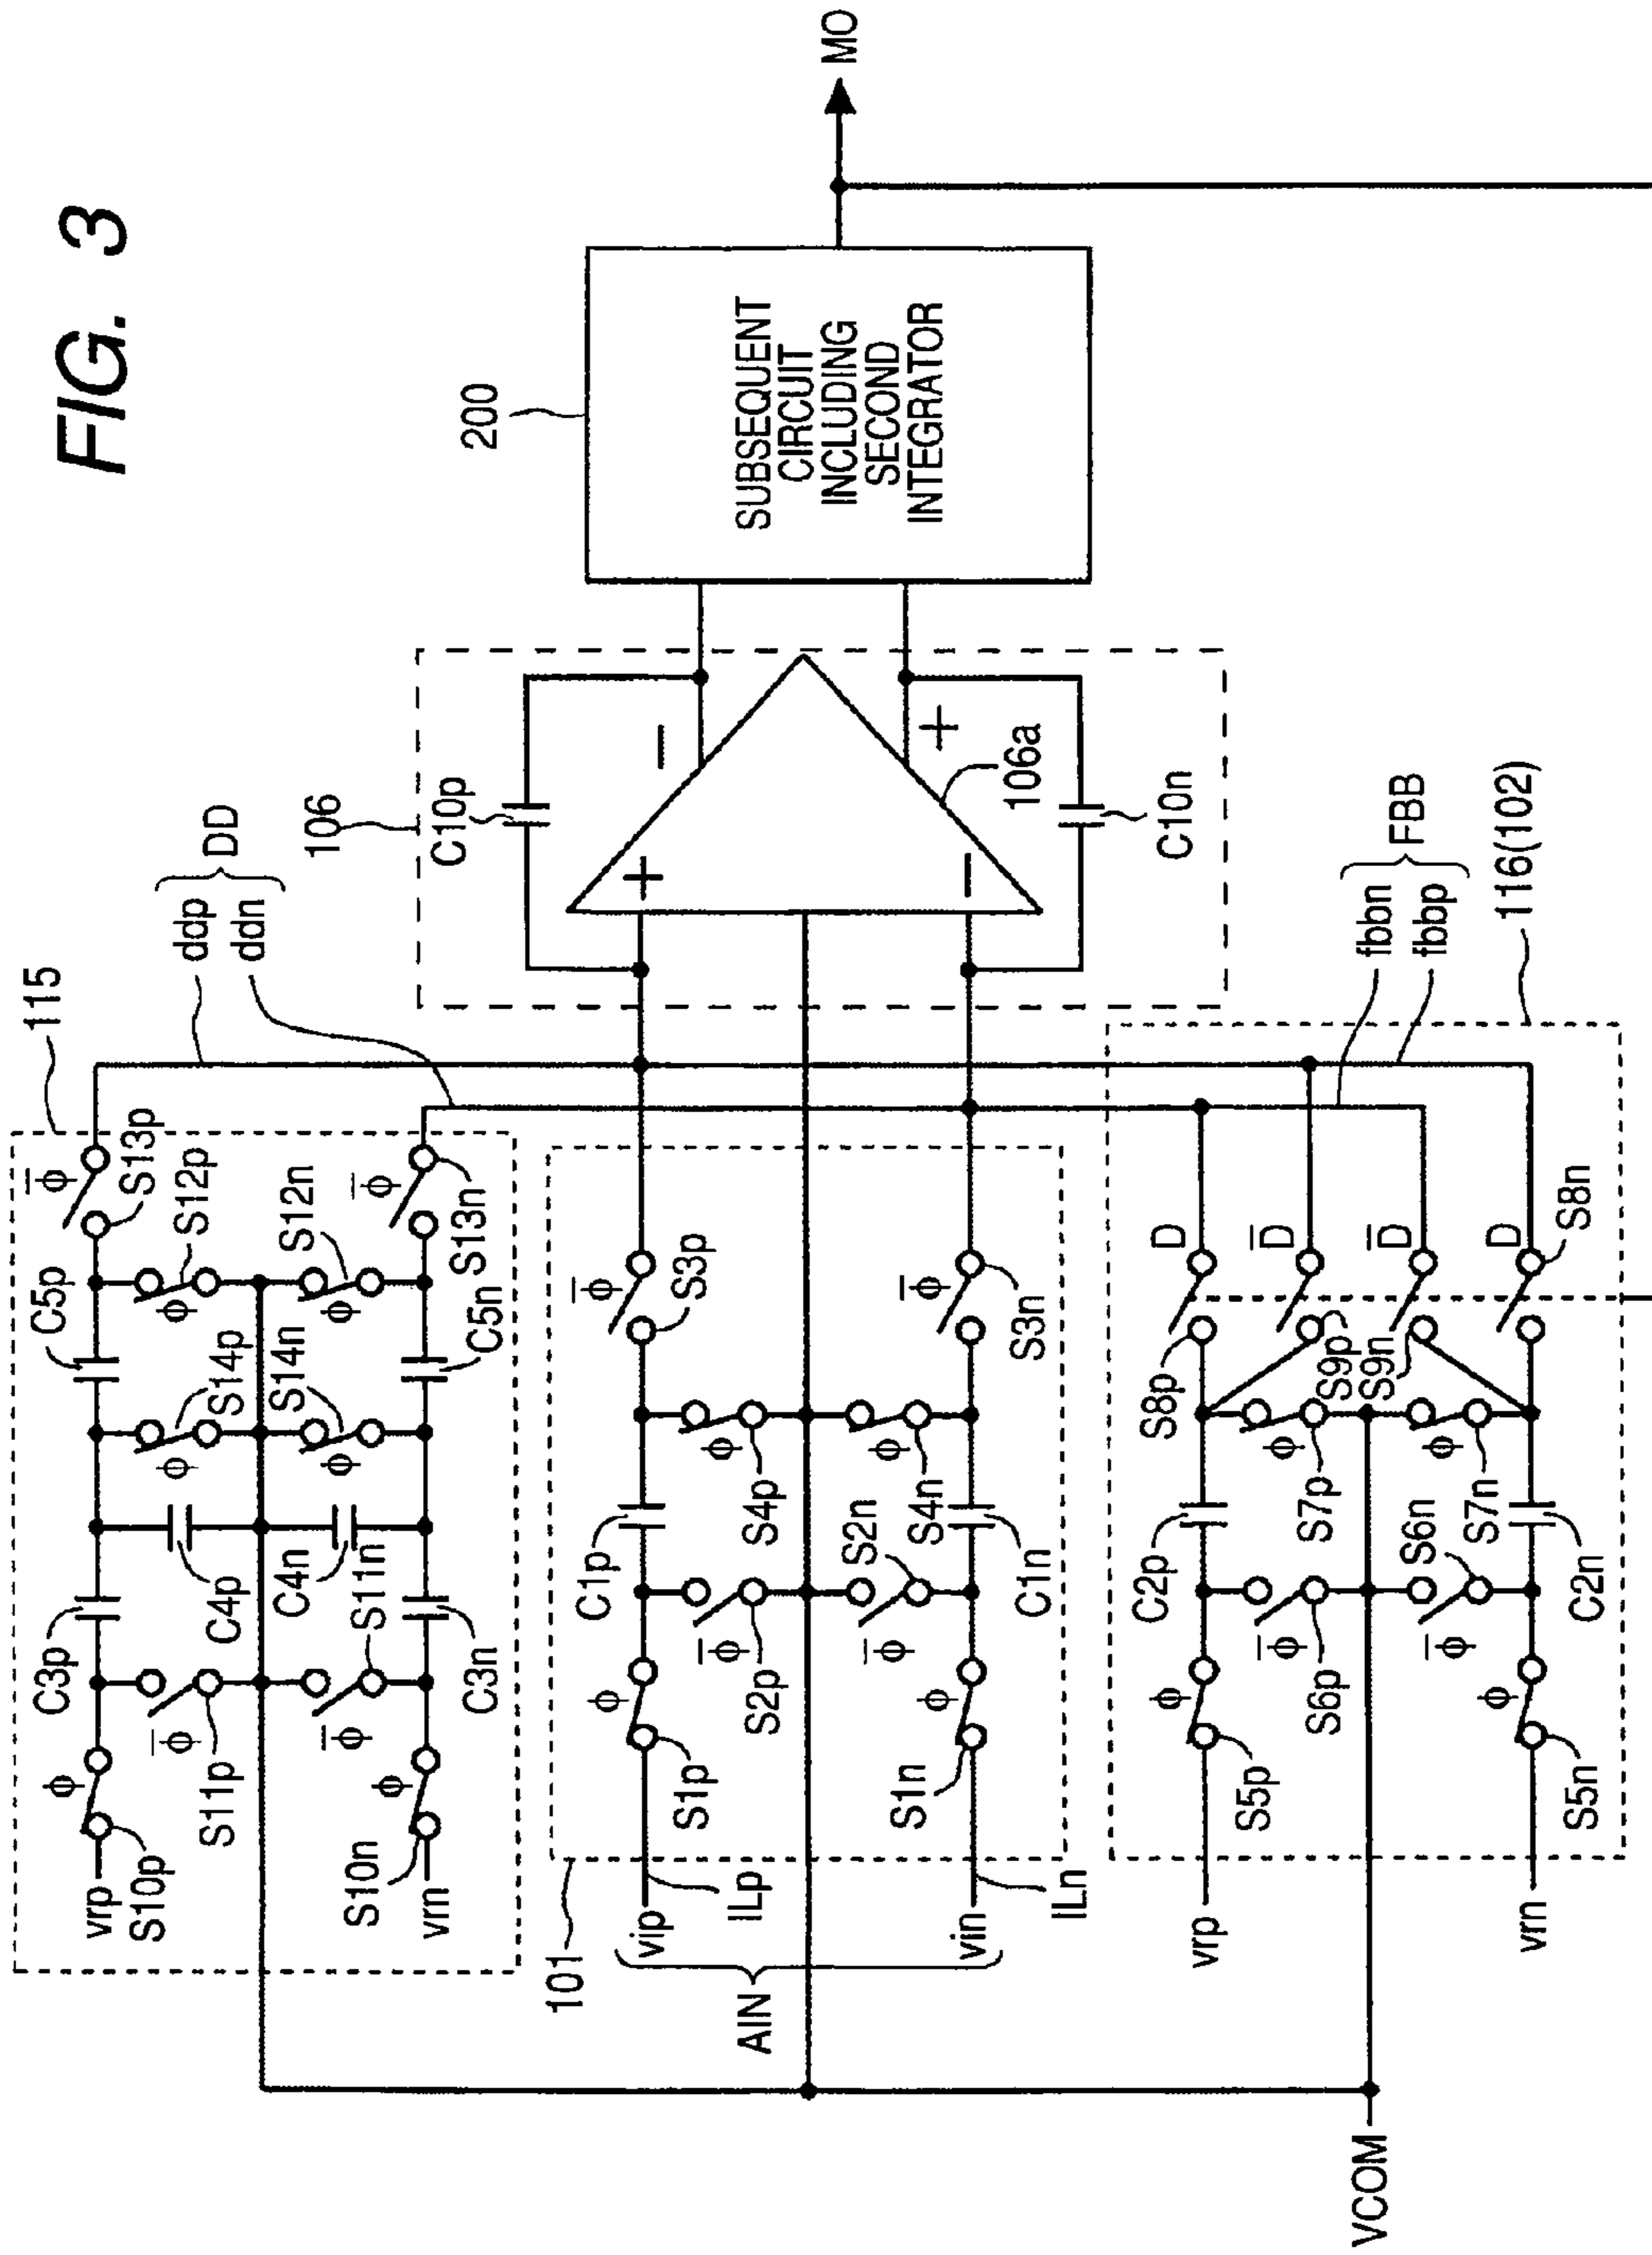 FIG. 3
MO
200
SUBSEQUENT
CIRCUIT
INCLUDING
SECOND
INTEGRATOR
115
ddp
ddn
DD
106
C10p
C10n
+
−
−
+
106a
vrp
S10p
ϕ
C3p
S11p
ϕ̅
C4p
S14p
ϕ
C5p
S12p
ϕ
S13p
ϕ̅
vrn
S10n
ϕ
C3n
S11n
ϕ̅
C4n
S14n
ϕ
C5n
S12n
ϕ
S13n
ϕ̅
101
AIN
vip
ILp
S1p
ϕ
C1p
S2p
ϕ̅
S4p
ϕ
S3p
ϕ̅
vin
ILn
S1n
ϕ
C1n
S2n
ϕ̅
S4n
ϕ
S3n
ϕ̅
116(102)
fbbn
fbbp
FBB
vrp
S5p
ϕ
C2p
S6p
ϕ̅
S7p
ϕ
S8p
D
S9p
D̅
vrn
S5n
ϕ
C2n
S6n
ϕ̅
S7n
ϕ
S9n
D̅
S8n
D
VCOM